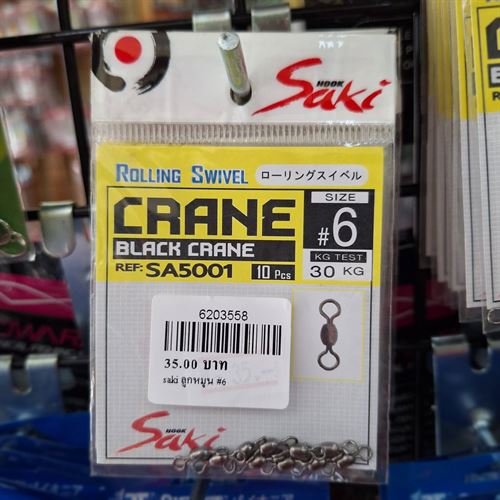 HOOK
Saki
ROLLING SWIVEL
ローリングスイベル
CRANE
BLACK CRANE
REF: SA5001
10 Pcs
SIZE
#6
KG TEST
30 KG
6203558
35.00 บาท
saki ลูกหมุน #6
HOOK
Saki